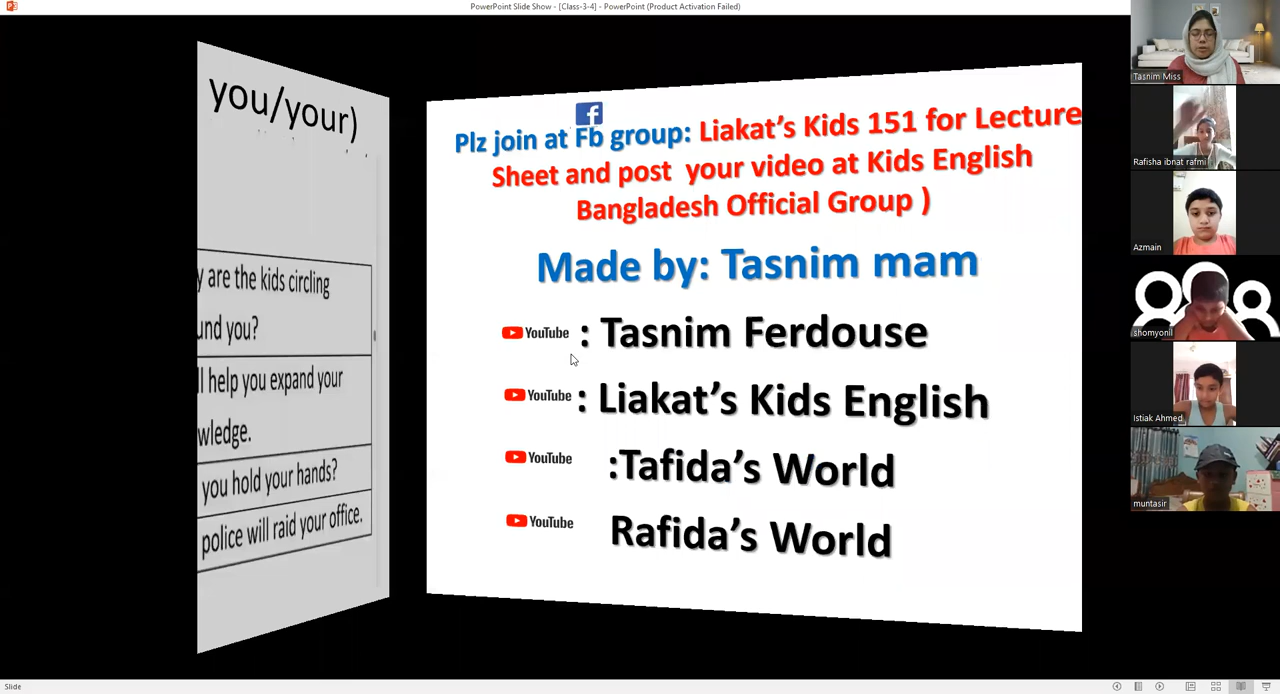 PowerPoint Slide Show - [Class-3-4] - PowerPoint (Product Activation Failed)
you/your)
y are the kids circling
und you?
ll help you expand your
wledge.
you hold your hands?
police will raid your office.
Plz join at Fb group: Liakat's Kids 151 for Lecture
Sheet and post your video at Kids English
Bangladesh Official Group )
Made by: Tasnim mam
YouTube : Tasnim Ferdouse
YouTube : Liakat's Kids English
YouTube :Tafida's World
YouTube Rafida's World
Tasnim Miss
Rafisha ibnat rafmi
Azmain
shomyonil
Istiak Ahmed
muntasir
Slide